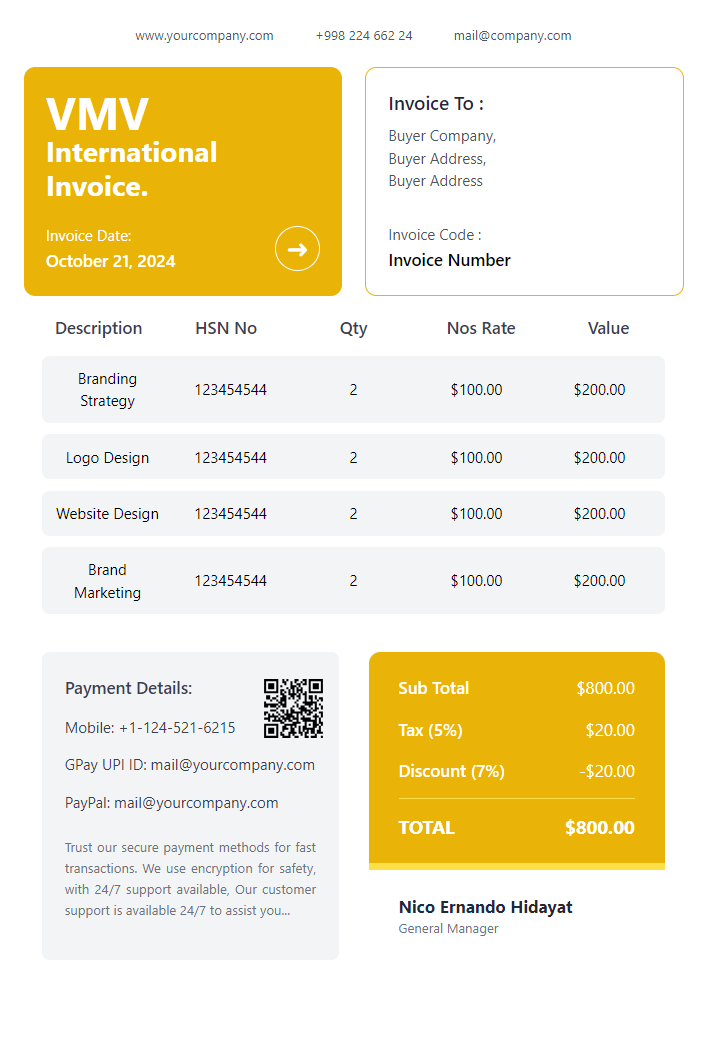 www.yourcompany.com +998 224 662 24 mail@company.com
VMV
International
Invoice.
Invoice Date:
October 21, 2024
Invoice To :
Buyer Company,
Buyer Address,
Buyer Address
Invoice Code :
Invoice Number
Description HSN No Qty Nos Rate Value
Branding
Strategy
123454544 2 $100.00 $200.00
Logo Design 123454544 2 $100.00 $200.00
Website Design 123454544 2 $100.00 $200.00
Brand
Marketing
123454544 2 $100.00 $200.00
Payment Details:
Mobile: +1-124-521-6215
GPay UPI ID: mail@yourcompany.com
PayPal: mail@yourcompany.com
Trust our secure payment methods for fast
transactions. We use encryption for safety,
with 24/7 support available, Our customer
support is available 24/7 to assist you...
Sub Total $800.00
Tax (5%) $20.00
Discount (7%) -$20.00
TOTAL $800.00
Nico Ernando Hidayat
General Manager